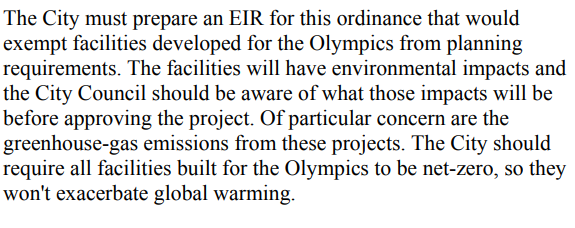 The City must prepare an EIR for this ordinance that would
exempt facilities developed for the Olympics from planning
requirements. The facilities will have environmental impacts and
the City Council should be aware of what those impacts will be
before approving the project. Of particular concern are the
greenhouse-gas emissions from these projects. The City should
require all facilities built for the Olympics to be net-zero, so they
won't exacerbate global warming.